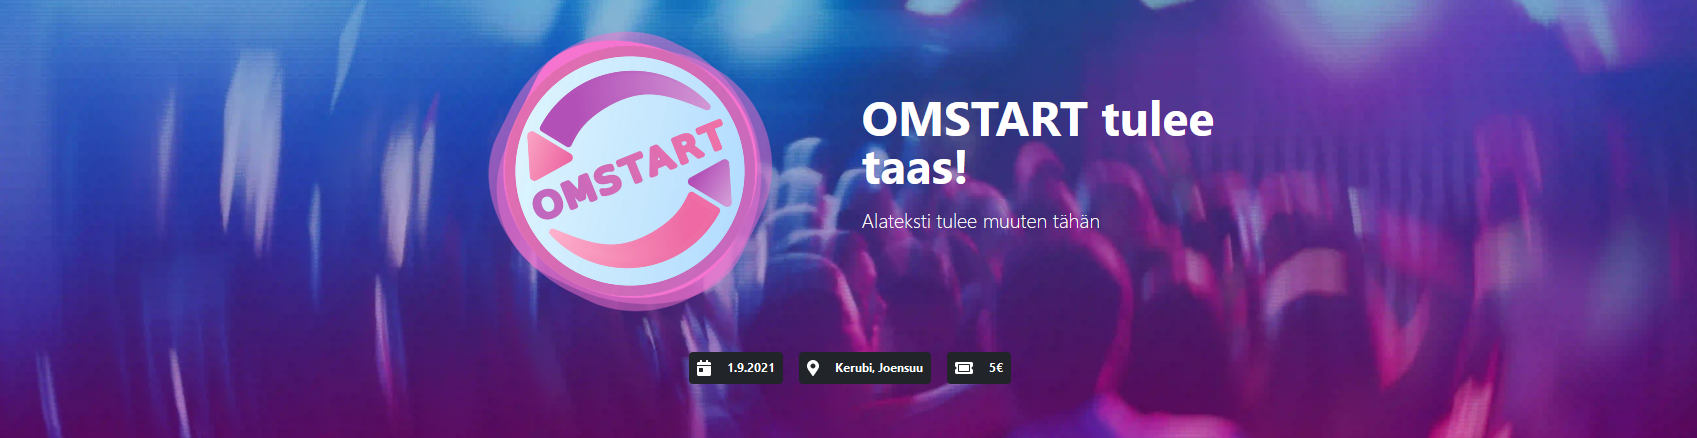 OMSTART
OMSTART tulee
taas!
Alateksti tulee muuten tähän
1.9.2021
Kerubi, Joensuu
5€